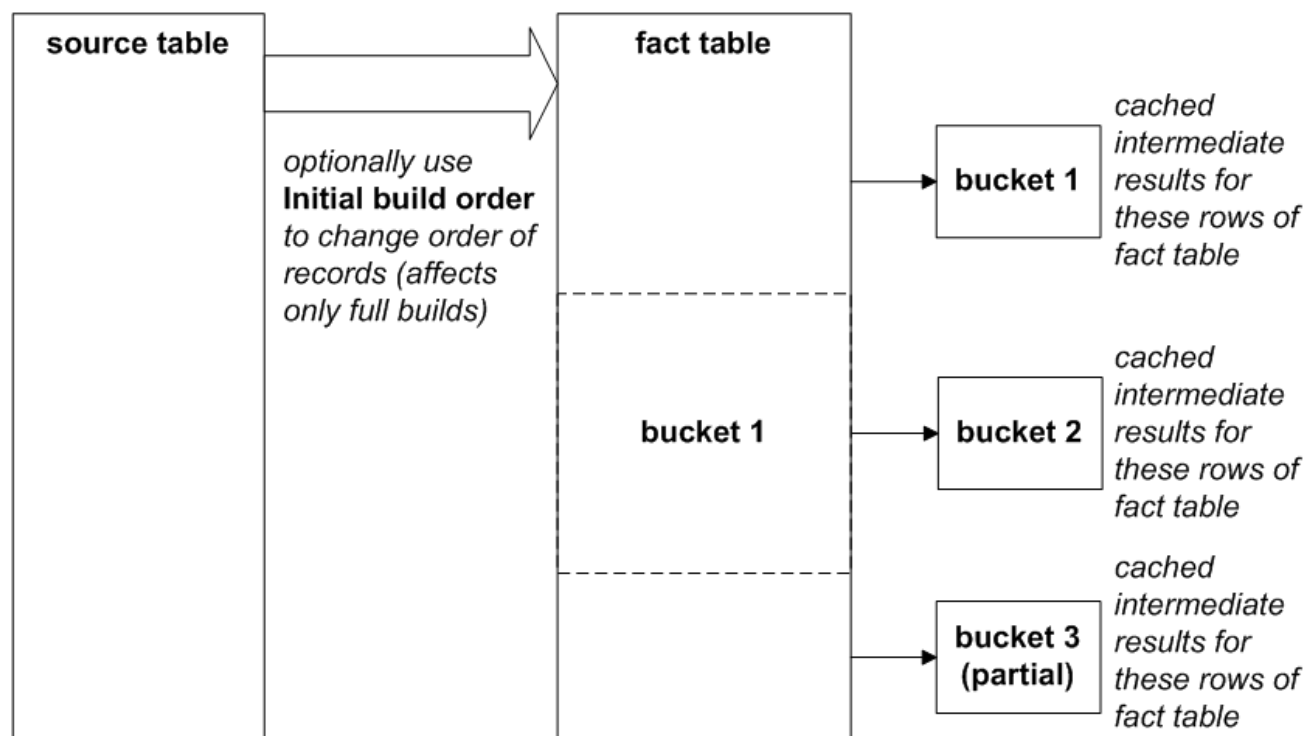 source table
fact table
optionally use
Initial build order
to change order of
records (affects
only full builds)
bucket 1
cached
intermediate
results for
these rows of
fact table
bucket 1
bucket 2
cached
intermediate
results for
these rows of
fact table
bucket 3
(partial)
cached
intermediate
results for
these rows of
fact table